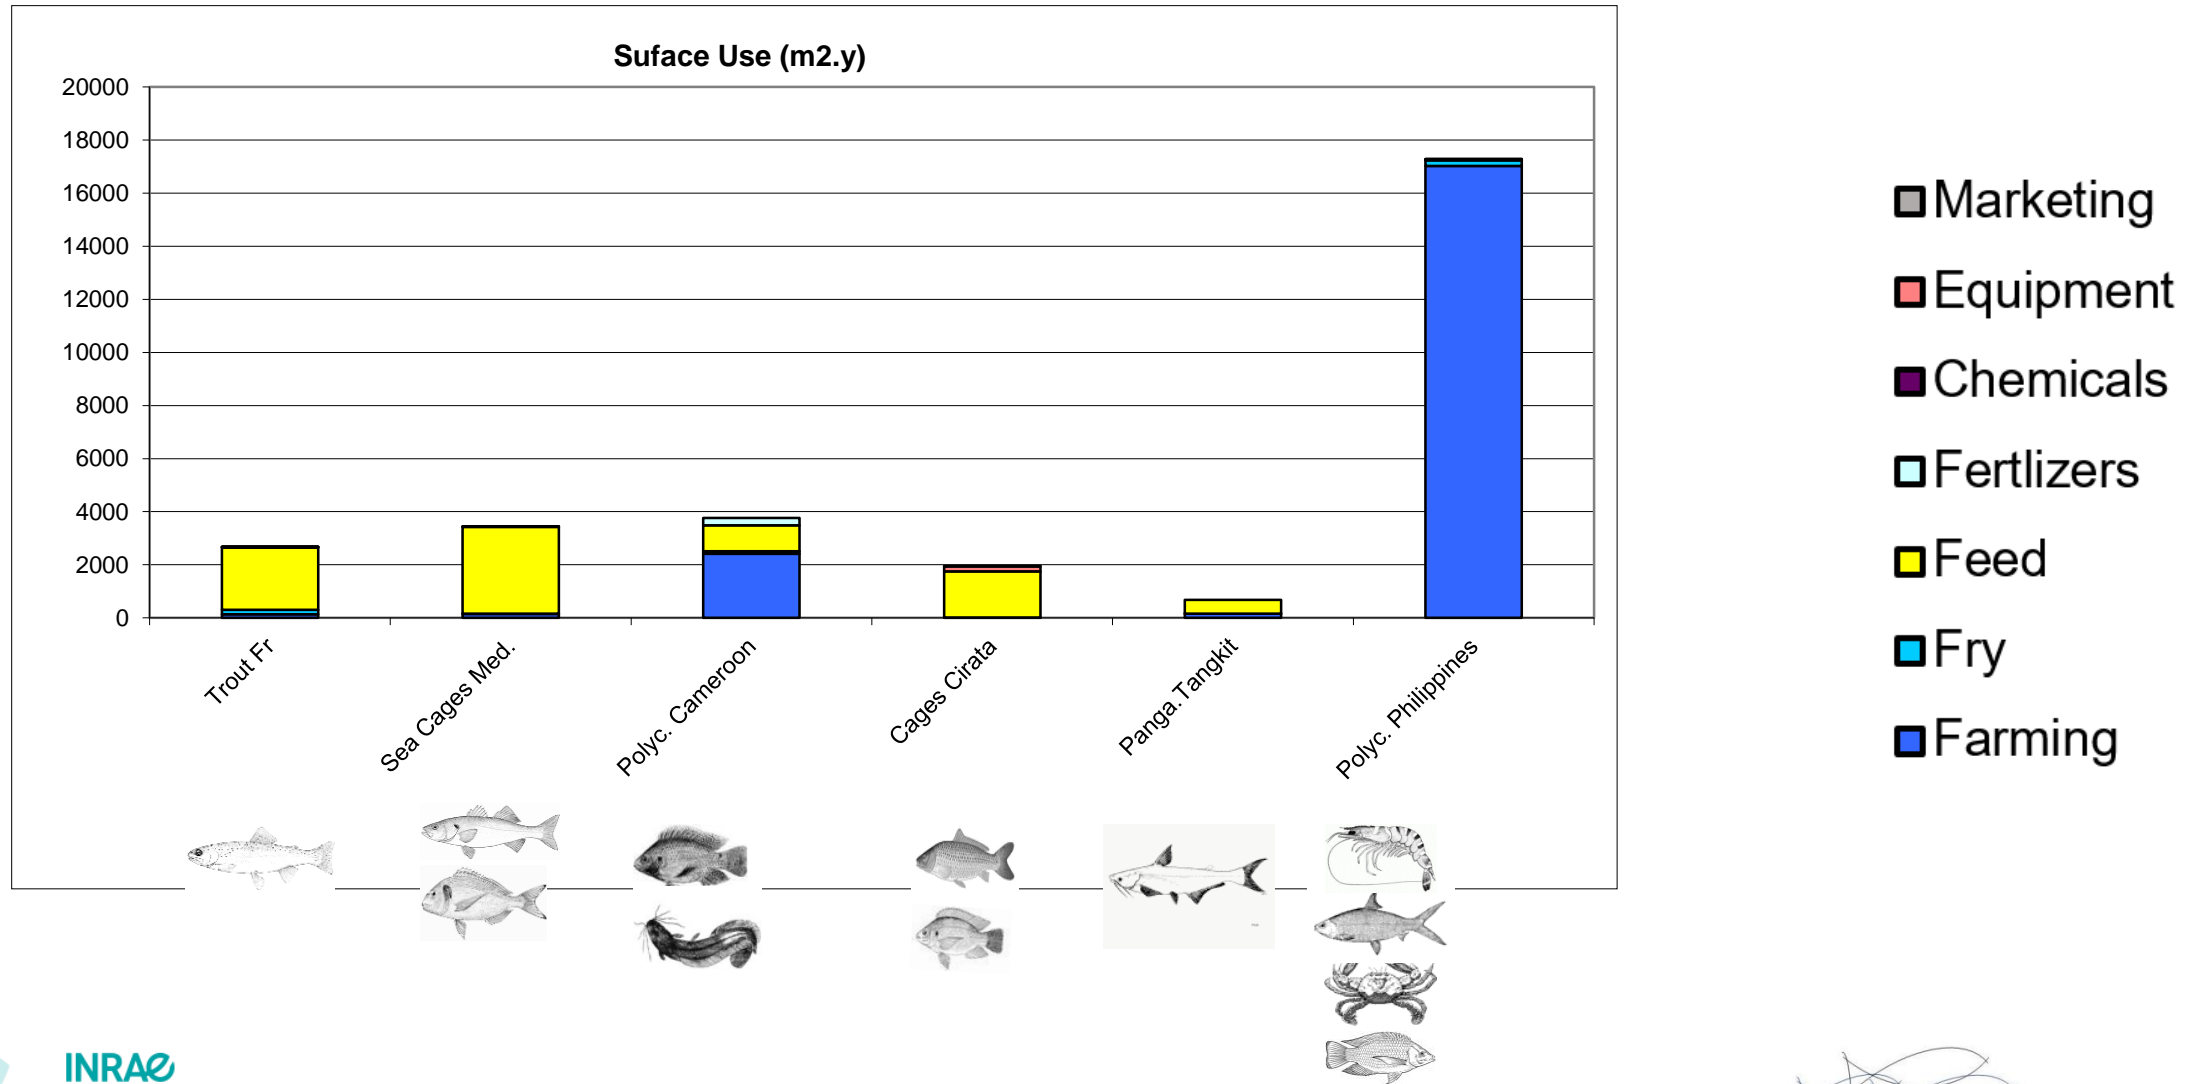 Suface Use (m2.y)
20000
18000
16000
14000
12000
10000
8000
6000
4000
2000
0
Trout Fr
Sea Cages Med.
Polyc. Cameroon
Cages Cirata
Panga. Tangkit
Polyc. Philippines
Marketing
Equipment
Chemicals
Fertlizers
Feed
Fry
Farming
INRAE